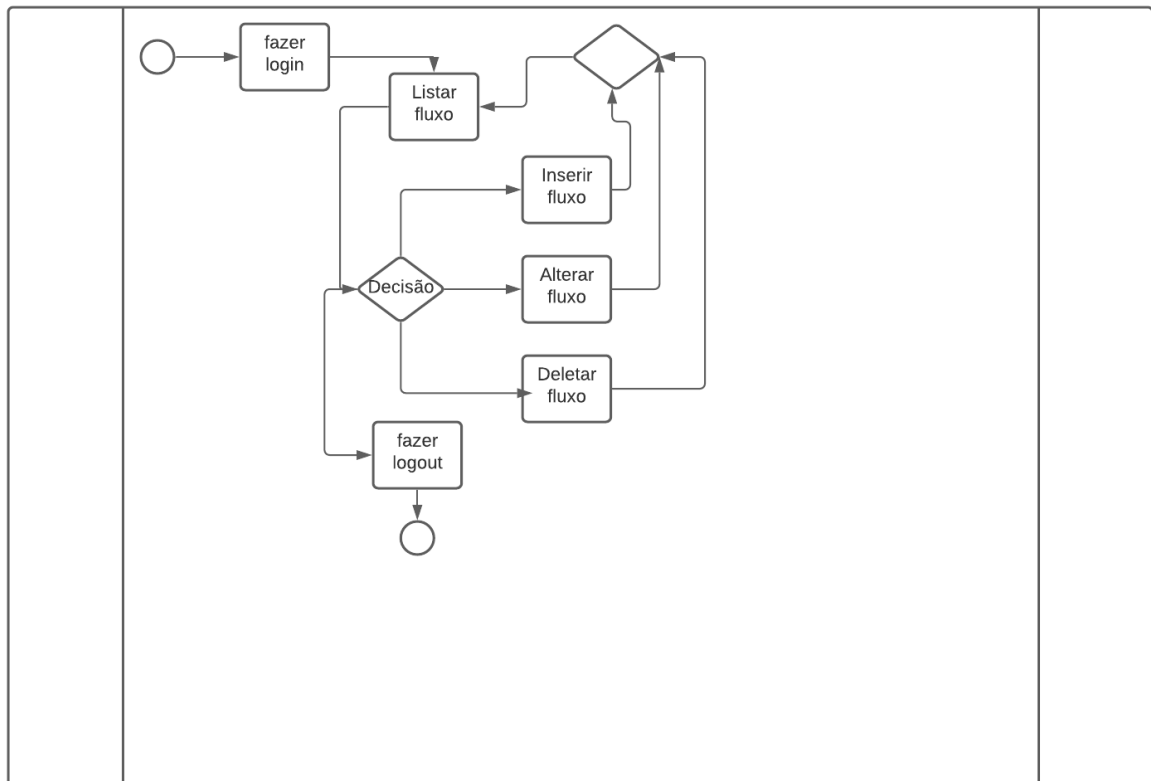 fazer
login
Listar
fluxo
Inserir
fluxo
Alterar
fluxo
Decisão
Deletar
fluxo
fazer
logout